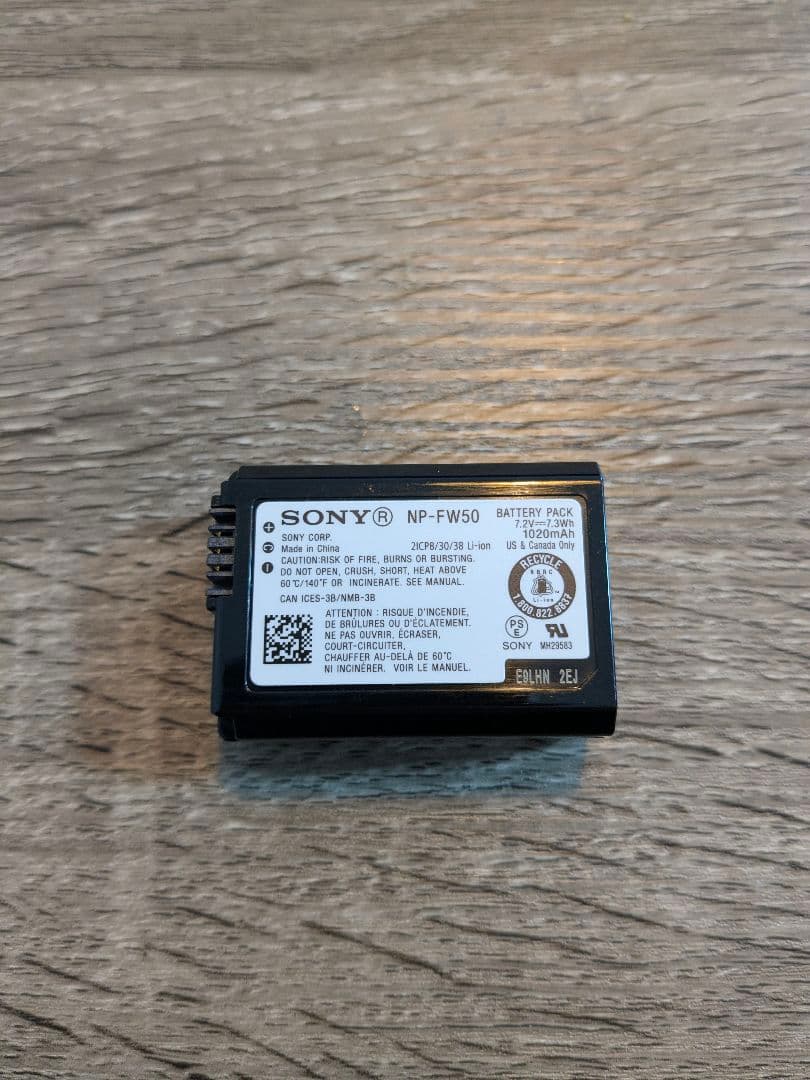 SONY® NP-FW50
BATTERY PACK
7.2V⎓7.3Wh
1020mAh
US & Canada Only
SONY CORP.
Made in China
2ICP8/30/38 Li-ion
CAUTION:RISK OF FIRE, BURNS OR BURSTING.
DO NOT OPEN, CRUSH, SHORT, HEAT ABOVE
60℃/140°F OR INCINERATE. SEE MANUAL.
CAN ICES-3B/NMB-3B
ATTENTION : RISQUE D'INCENDIE,
DE BRÛLURES OU D'ÉCLATEMENT.
NE PAS OUVRIR, ÉCRASER,
COURT-CIRCUITER,
CHAUFFER AU-DELÀ DE 60℃
NI INCINÉRER. VOIR LE MANUEL.
RECYCLE
RBRC
Li-ion
1.800.822.8837
PS
E
SONY
MH29583
E9LHN 2EJ